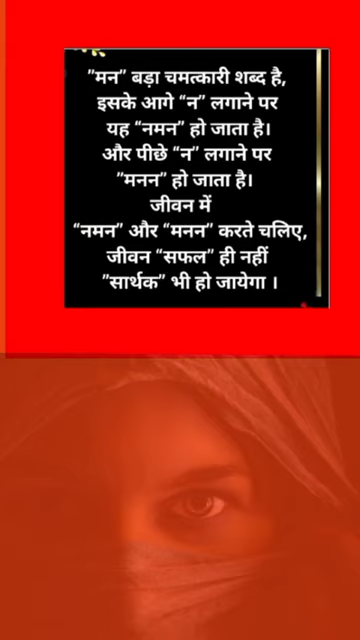 "मन" बड़ा चमत्कारी शब्द है,
इसके आगे "न" लगाने पर
यह "नमन" हो जाता है।
और पीछे "न" लगाने पर
"मनन" हो जाता है।
जीवन में
"नमन" और "मनन" करते चलिए,
जीवन "सफल" ही नहीं
"सार्थक" भी हो जायेगा ।